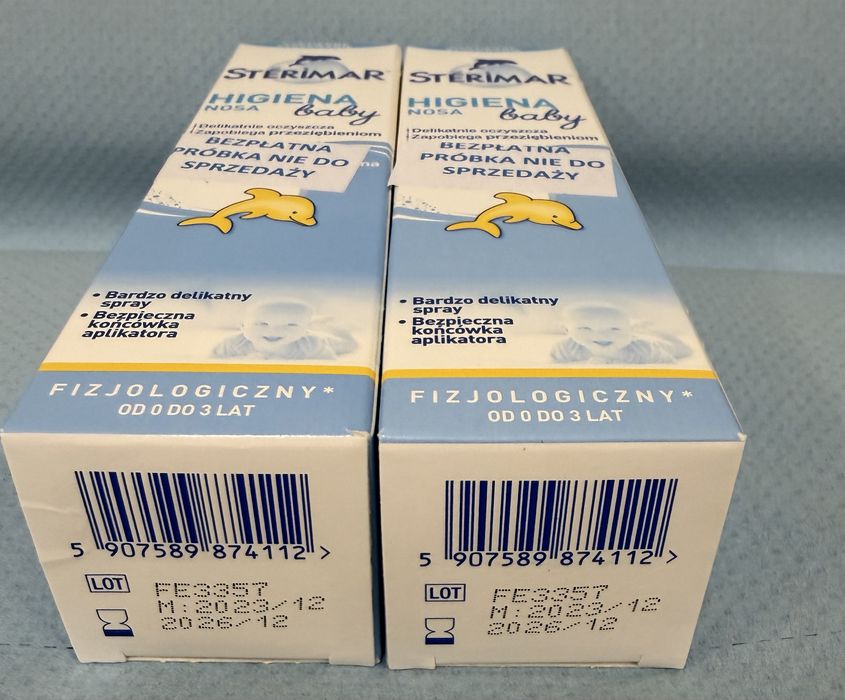 STERIMAR
HIGIENA
NOSA baby
Delikatnie oczyszcza
Zapobiega przeziębieniom
BEZPŁATNA
PRÓBKA NIE DO
SPRZEDAŻY
• Bardzo delikatny
spray
• Bezpieczna
końcówka
aplikatora
FIZJOLOGICZNY*
OD 0 DO 3 LAT
5 907589 874112 >
LOT FE3357
M:2023/12
2026/12
STERIMAR
HIGIENA
NOSA baby
Delikatnie oczyszcza
Zapobiega przeziębieniom
BEZPŁATNA
PRÓBKA NIE DO
SPRZEDAŻY
• Bardzo delikatny
spray
• Bezpieczna
końcówka
aplikatora
FIZJOLOGICZNY*
OD 0 DO 3 LAT
5 907589 874112 >
LOT FE3357
M:2023/12
2026/12